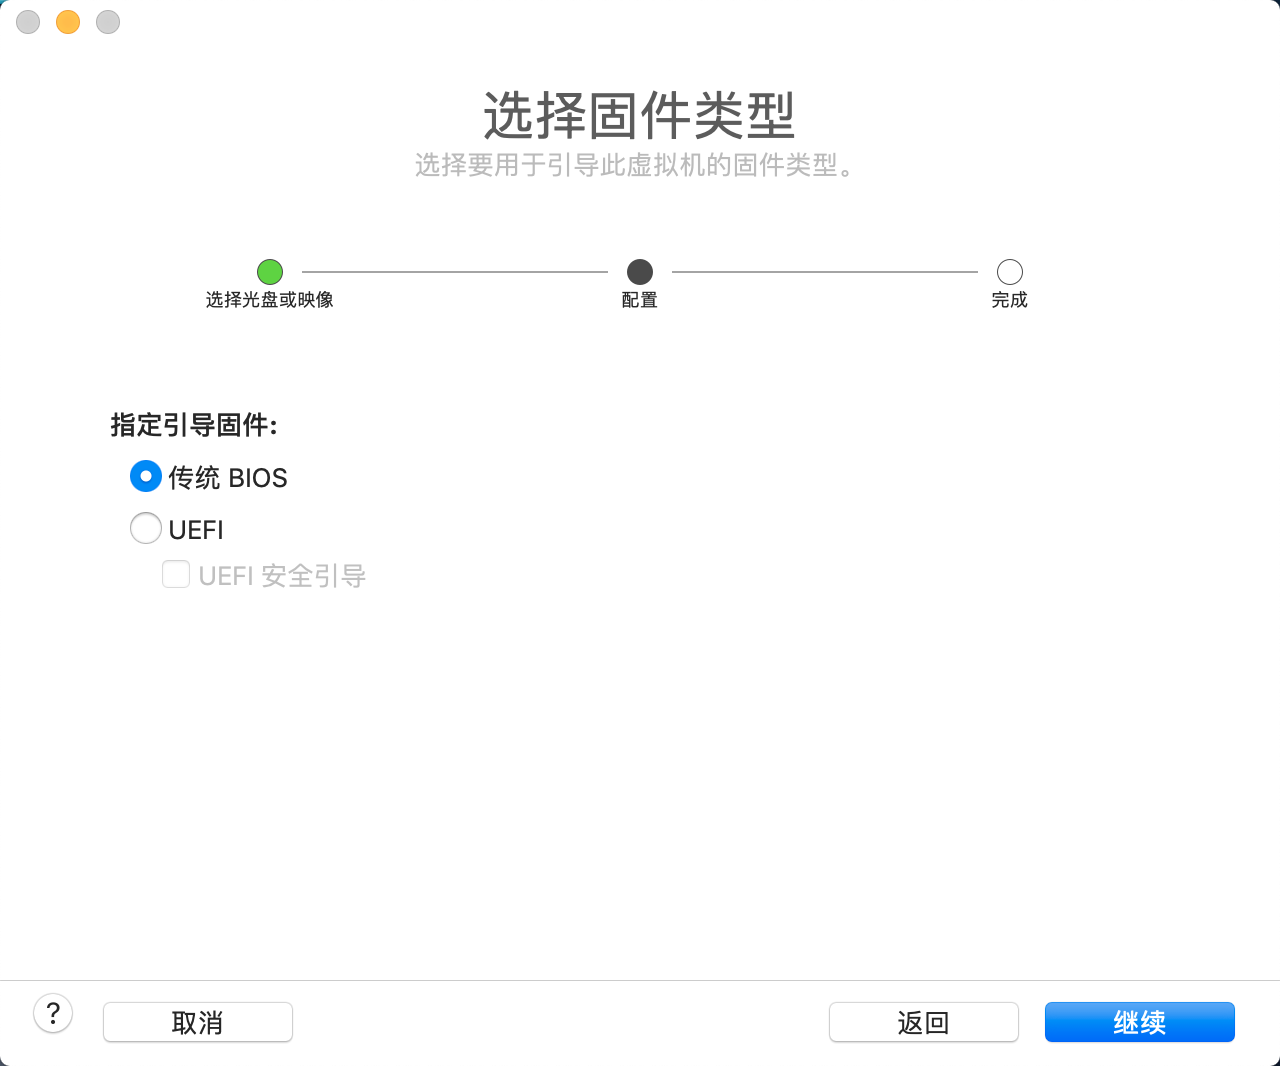 选择固件类型
选择要用于引导此虚拟机的固件类型。
选择光盘或映像
配置
完成
指定引导固件:
传统 BIOS
UEFI
UEFI 安全引导
?
取消
返回
继续